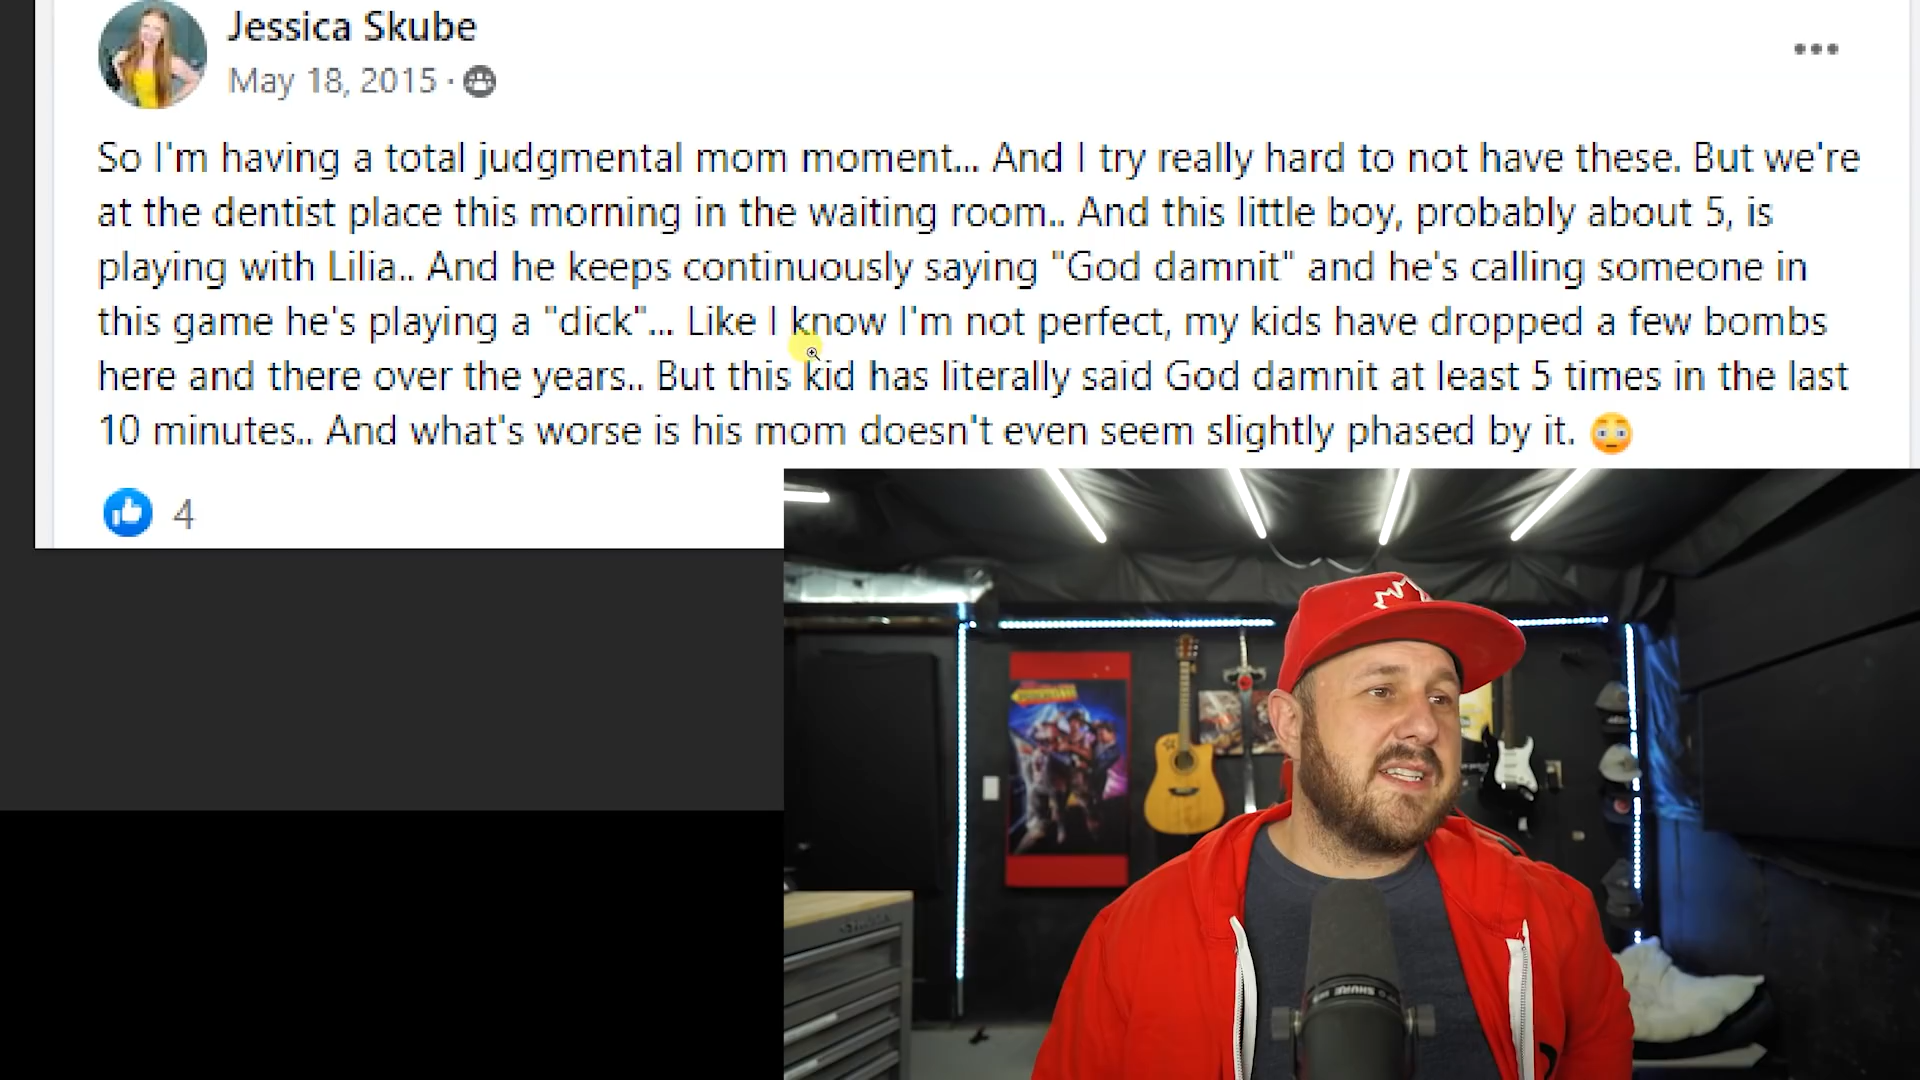 Jessica Skube
May 18, 2015 ·
So I'm having a total judgmental mom moment... And I try really hard to not have these. But we're
at the dentist place this morning in the waiting room.. And this little boy, probably about 5, is
playing with Lilia.. And he keeps continuously saying "God damnit" and he's calling someone in
this game he's playing a "dick"... Like I know I'm not perfect, my kids have dropped a few bombs
here and there over the years.. But this kid has literally said God damnit at least 5 times in the last
10 minutes.. And what's worse is his mom doesn't even seem slightly phased by it. 😳
4
SHURE